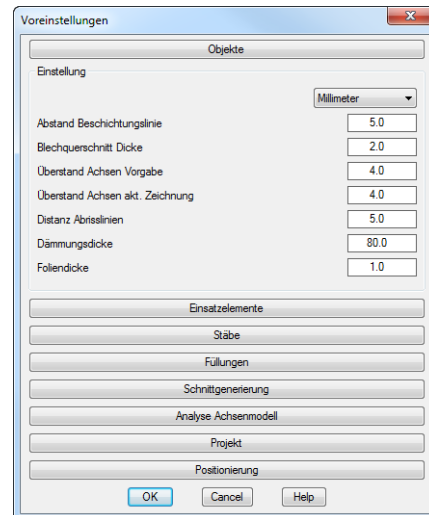 Voreinstellungen
Objekte
Einstellung
Millimeter
Abstand Beschichtungslinie 5.0
Blechquerschnitt Dicke 2.0
Überstand Achsen Vorgabe 4.0
Überstand Achsen akt. Zeichnung 4.0
Distanz Abrisslinien 5.0
Dämmungsdicke 80.0
Foliendicke 1.0
Einsatzelemente
Stäbe
Füllungen
Schnittgenerierung
Analyse Achsenmodell
Projekt
Positionierung
OK Cancel Help